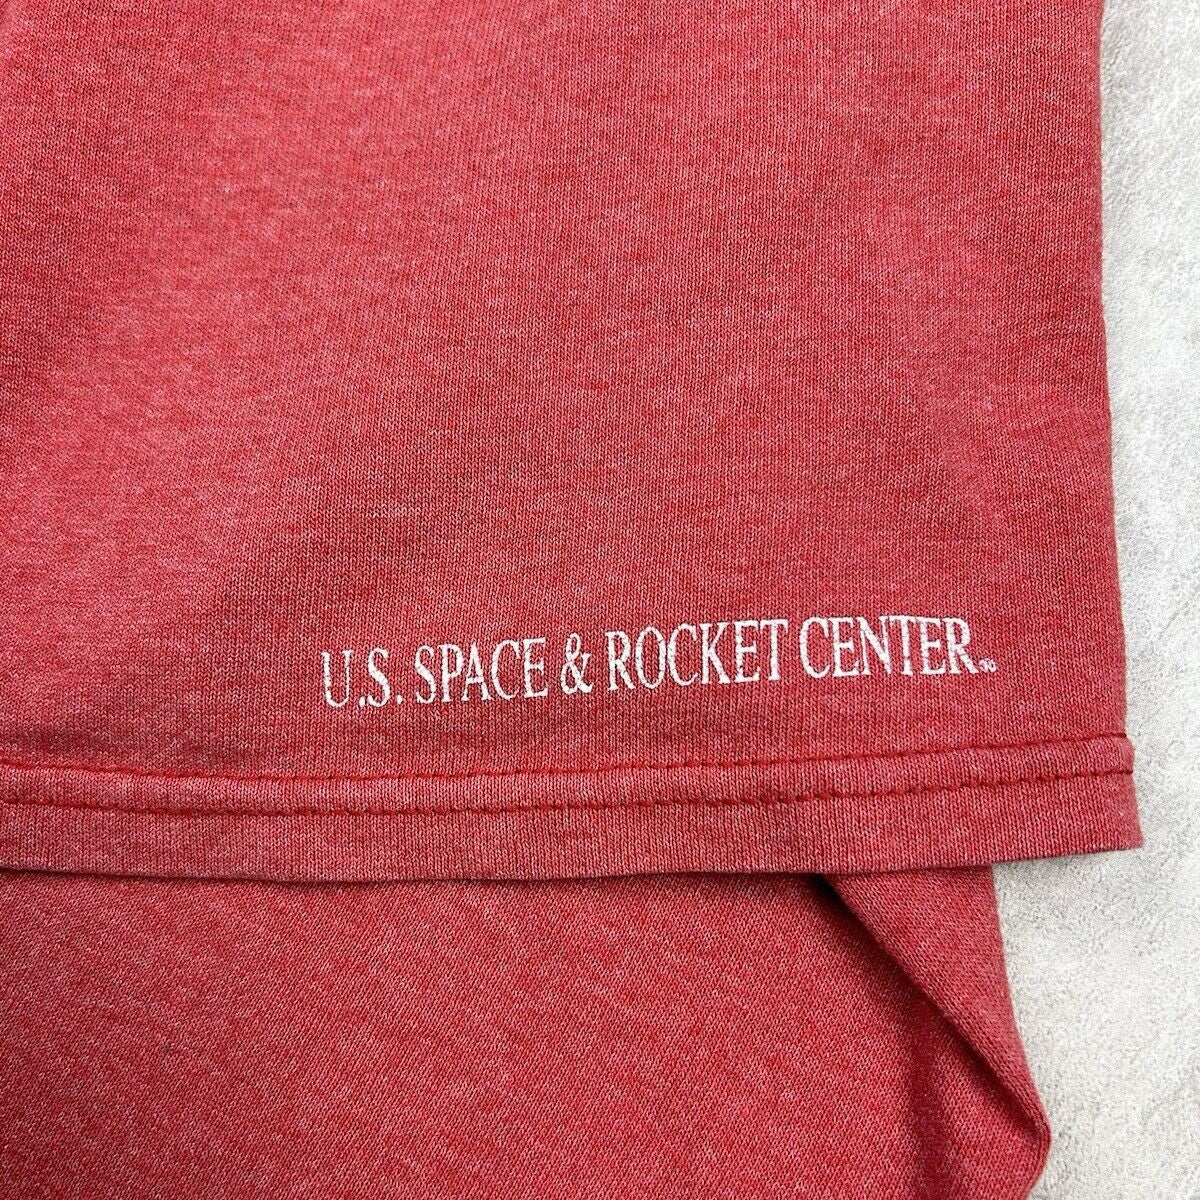 U.S. SPACE & ROCKET CENTER